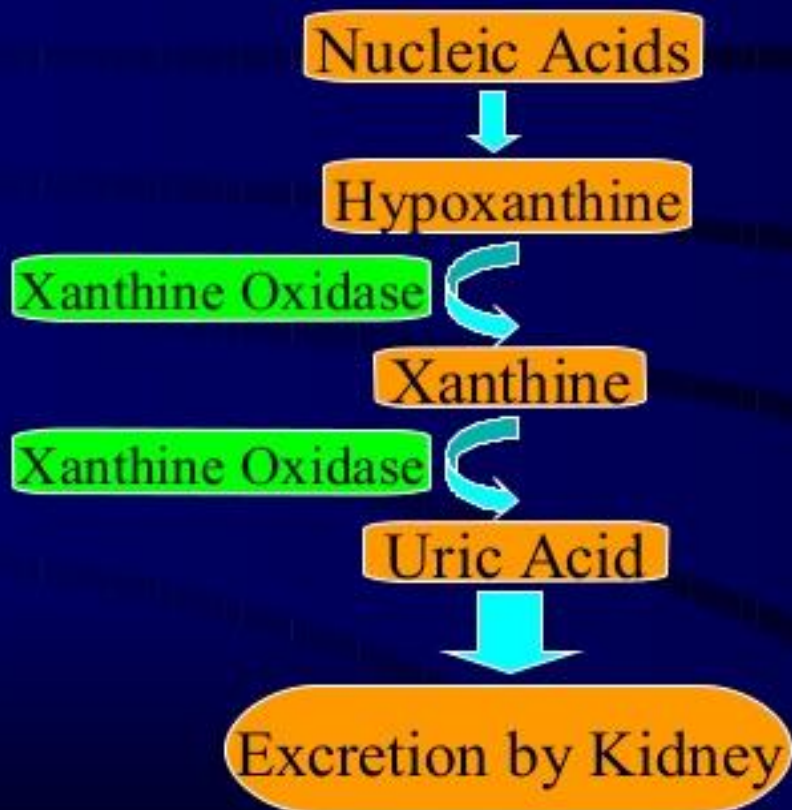 Nucleic Acids
Hypoxanthine
Xanthine Oxidase
Xanthine
Xanthine Oxidase
Uric Acid
Excretion by Kidney